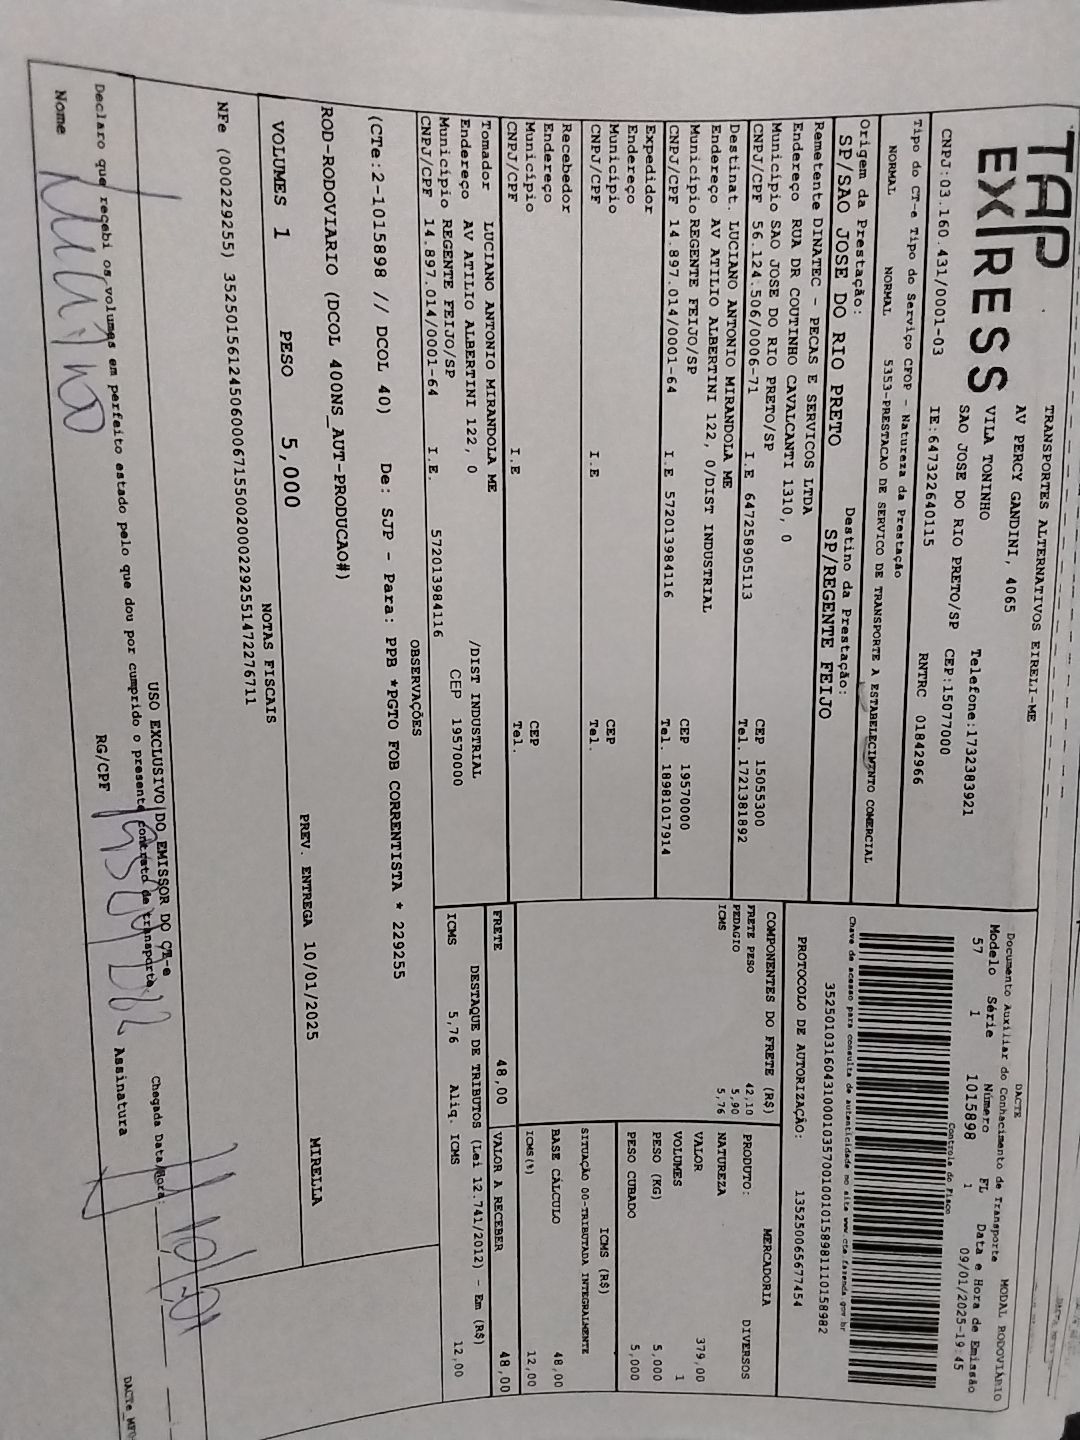 TAP EXPRESS
TRANSPORTES ALTERNATIVOS EIRELI-ME
AV PERCY GANDINI, 4065
VILA TONINHO Telefone:1732383921
SAO JOSE DO RIO PRETO/SP CEP:15077000
CNPJ:03.160.431/0001-03 IE:647322640115 RNTRC 01842966
DACTE
Documento Auxiliar do Conhecimento de Transporte MODAL RODOVIÁRIO
Modelo Série Número FL Data e Hora de Emissão
57 1 1015898 1 09/01/2025-19:45
Controle do Fisco
Chave de acesso para consulta de autenticidade no site www.cte.fazenda.gov.br
35250103160431000103570010010158981110158982
PROTOCOLO DE AUTORIZAÇÃO: 135250065677454
Tipo do CT-e Tipo do Serviço CFOP - Natureza da Prestação
NORMAL NORMAL 5353-PRESTACAO DE SERVICO DE TRANSPORTE A ESTABELECIMENTO COMERCIAL
Origem da Prestação: Destino da Prestação:
SP/SAO JOSE DO RIO PRETO SP/REGENTE FEIJO
Remetente DINATEC - PECAS E SERVICOS LTDA
Endereço RUA DR COUTINHO CAVALCANTI 1310, 0
Município SAO JOSE DO RIO PRETO/SP CEP 15055300
CNPJ/CPF 56.124.506/0006-71 I.E 647258905113 Tel. 1721381892
Destinat. LUCIANO ANTONIO MIRANDOLA ME
Endereço AV ATILIO ALBERTINI 122, 0/DIST INDUSTRIAL
Município REGENTE FEIJO/SP CEP 19570000
CNPJ/CPF 14.897.014/0001-64 I.E 572013984116 Tel. 18981017914
Expedidor
Endereço
Município CEP
CNPJ/CPF I.E Tel.
Recebedor
Endereço
Município CEP
CNPJ/CPF I.E Tel.
Tomador LUCIANO ANTONIO MIRANDOLA ME
Endereço AV ATILIO ALBERTINI 122, 0 /DIST INDUSTRIAL
Município REGENTE FEIJO/SP CEP 19570000
CNPJ/CPF 14.897.014/0001-64 I.E. 572013984116
COMPONENTES DO FRETE (R$)
FRETE PESO 42,10
PEDAGIO 5,90
ICMS 5,76
FRETE 48,00
MERCADORIA
PRODUTO: DIVERSOS
NATUREZA
VALOR 379,00
VOLUMES 1
PESO (KG) 5,000
PESO CUBADO 5,000
ICMS (R$)
SITUAÇÃO 00-TRIBUTADA INTEGRALMENTE
BASE CÁLCULO 48,00
ICMS(%) 12,00
VALOR A RECEBER 48,00
DESTAQUE DE TRIBUTOS (Lei 12.741/2012) - Em (R$)
ICMS 5,76 Aliq. ICMS 12,00
OBSERVAÇÕES
(CTe:2-1015898 // DCOL 40) De: SJP - Para: PPB *PGTO FOB CORRENTISTA * 229255
ROD-RODOVIARIO (DCOL 400NS_AUT-PRODUCAO#)
PREV. ENTREGA 10/01/2025 MIRELLA
VOLUMES 1 PESO 5,000
NOTAS FISCAIS
NFe (000229255) 35250156124506000671550020002292551472276711
USO EXCLUSIVO DO EMISSOR DO CT-e
Chegada Data/Hora:
Declaro que recebi os volumes em perfeito estado pelo que dou por cumprido o presente contrato de transporte
Nome RG/CPF Assinatura